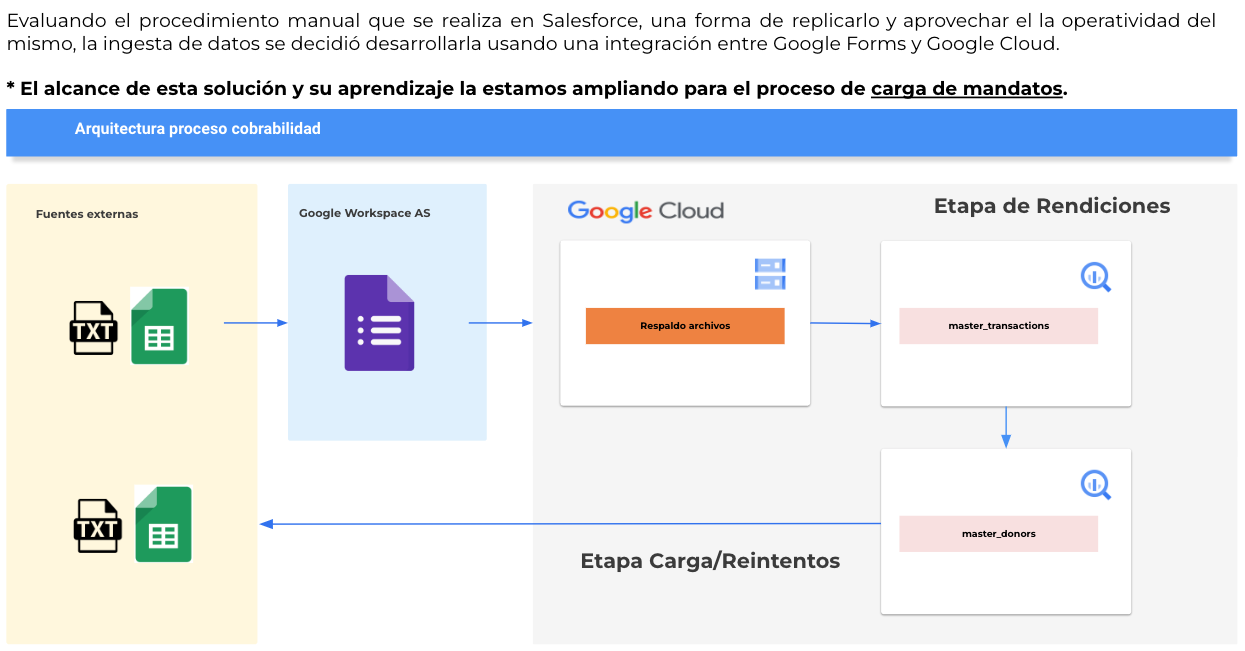 Evaluando el procedimiento manual que se realiza en Salesforce, una forma de replicarlo y aprovechar el la operatividad del
mismo, la ingesta de datos se decidió desarrollarla usando una integración entre Google Forms y Google Cloud.
* El alcance de esta solución y su aprendizaje la estamos ampliando para el proceso de carga de mandatos.
Arquitectura proceso cobrabilidad
Fuentes externas
Google Workspace AS
Google Cloud
Etapa de Rendiciones
TXT
Respaldo archivos
master_transactions
TXT
master_donors
Etapa Carga/Reintentos